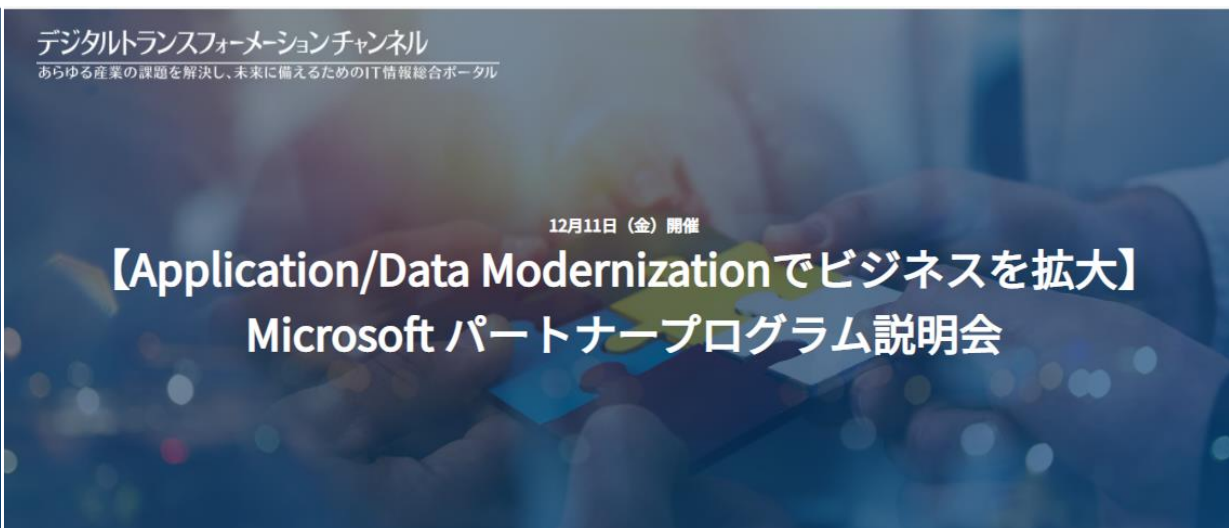 デジタルトランスフォーメーションチャンネル
あらゆる産業の課題を解決し、未来に備えるためのIT情報総合ポータル
12月11日（金）開催
【Application/Data Modernizationでビジネスを拡大】
Microsoft パートナープログラム説明会